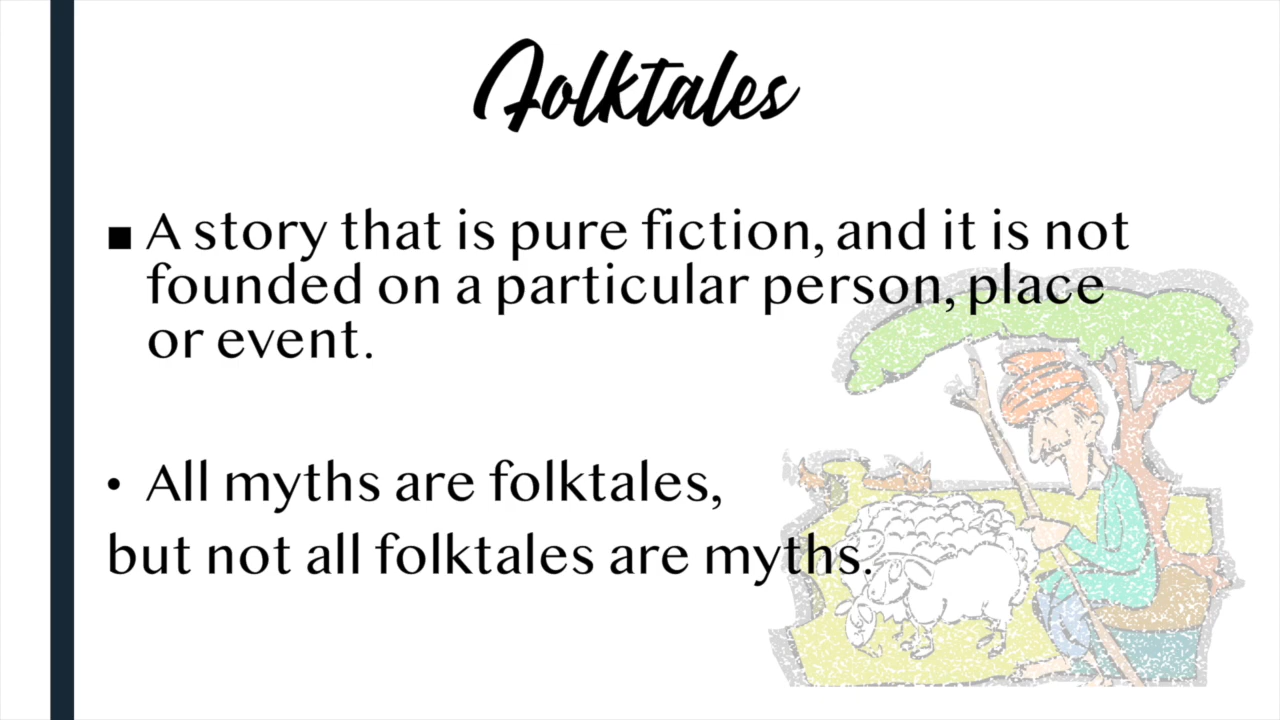 Folktales
■ A story that is pure fiction, and it is not
founded on a particular person, place
or event.
• All myths are folktales,
but not all folktales are myths.